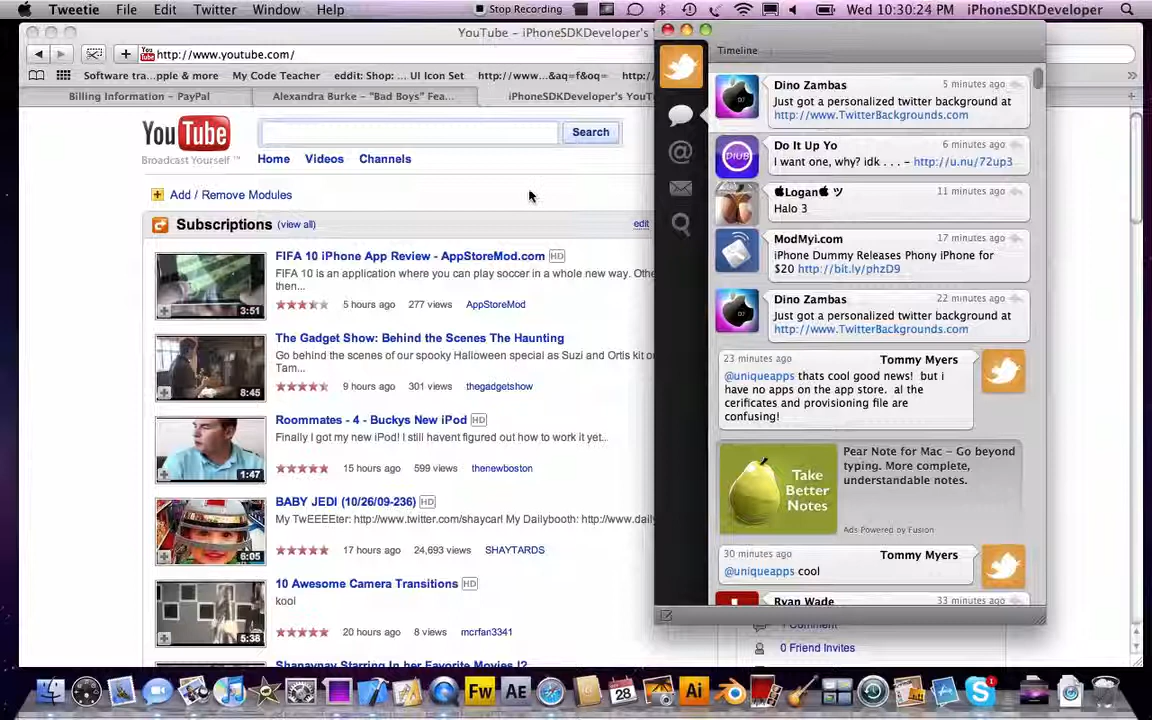 Tweetie File Edit Twitter Window Help Stop Recording Wed 10:30:24 PM iPhoneSDKDeveloper
YouTube - iPhoneSDKDeveloper's
http://www.youtube.com/
Software tra...pple & more My Code Teacher eddit: Shop: ... UI Icon Set http://www...&aq=f&oq= http:/
Billing Information - PayPal Alexandra Burke - "Bad Boys" Fea... iPhoneSDKDeveloper's YouT
YouTube
Broadcast Yourself ™
Search
Home Videos Channels
Add / Remove Modules
Subscriptions (view all) edit
FIFA 10 iPhone App Review - AppStoreMod.com HD
FIFA 10 is an application where you can play soccer in a whole new way.
then...
3:51
5 hours ago 277 views AppStoreMod
The Gadget Show: Behind the Scenes The Haunting
Go behind the scenes of our spooky Halloween special as Suzi and Ortis
Tam...
8:45
9 hours ago 301 views thegadgetshow
Roommates - 4 - Buckys New iPod HD
Finally I got my new iPod! I still havent figured out how to work it yet..
1:47
15 hours ago 599 views thenewboston
BABY JEDI (10/26/09-236) HD
My TwEEEEter: http://www.twitter.com/shaycarl My Dailybooth: http://www.daily
6:05
17 hours ago 24,693 views SHAYTARDS
10 Awesome Camera Transitions HD
kool
5:38
20 hours ago 8 views mcrfan3341
Shanaynay Starring In her Favorite Movies !?
Timeline
Dino Zambas 5 minutes ago
Just got a personalized twitter background at
http://www.TwitterBackgrounds.com
DIUB
Do It Up Yo 6 minutes ago
I want one, why? idk . . . – http://u.nu/72up3
Logan ツ 11 minutes ago
Halo 3
ModMyi.com 17 minutes ago
iPhone Dummy Releases Phony iPhone for
$20 http://bit.ly/phzD9
Dino Zambas 22 minutes ago
Just got a personalized twitter background at
http://www.TwitterBackgrounds.com
23 minutes ago Tommy Myers
@uniqueapps thats cool good news! but i
have no apps on the app store. al the
cerificates and provisioning file are
confusing!
Take
Better
Notes
Pear Note for Mac – Go beyond
typing. More complete,
understandable notes.
Ads Powered by Fusion
30 minutes ago Tommy Myers
@uniqueapps cool
Ryan Wade 33 minutes ago
1 Comment
0 Friend Invites
Fw AE 28 Ai 1